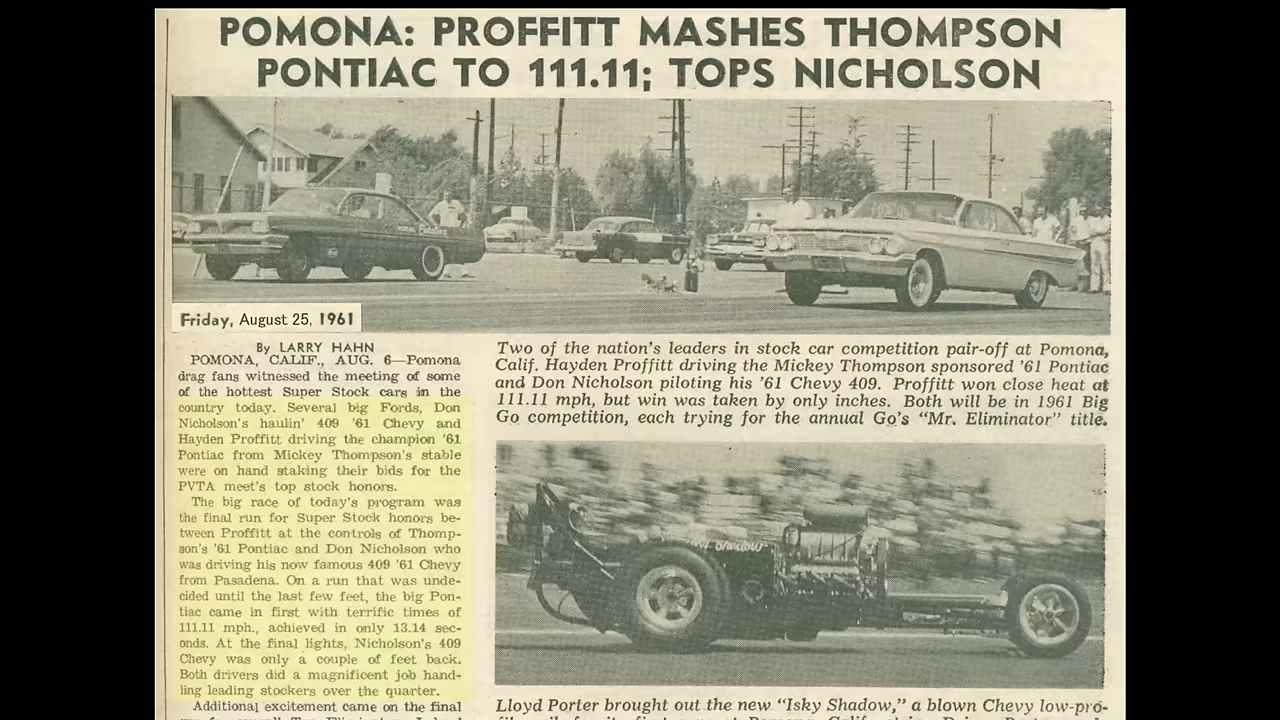 POMONA: PROFFITT MASHES THOMPSON
PONTIAC TO 111.11; TOPS NICHOLSON
Friday, August 25, 1961
By LARRY HAHN
POMONA, CALIF., AUG. 6—Pomona
drag fans witnessed the meeting of some
of the hottest Super Stock cars in the
country today. Several big Fords, Don
Nicholson's haulin' 409 '61 Chevy and
Hayden Proffitt driving the champion '61
Pontiac from Mickey Thompson's stable
were on hand staking their bids for the
PVTA meet's top stock honors.
The big race of today's program was
the final run for Super Stock honors be-
tween Proffitt at the controls of Thomp-
son's '61 Pontiac and Don Nicholson who
was driving his now famous 409 '61 Chevy
from Pasadena. On a run that was unde-
cided until the last few feet, the big Pon-
tiac came in first with terrific times of
111.11 mph., achieved in only 13.14 sec-
onds. At the final lights, Nicholson's 409
Chevy was only a couple of feet back.
Both drivers did a magnificent job hand-
ling leading stockers over the quarter.
Additional excitement came on the final
Two of the nation's leaders in stock car competition pair-off at Pomona,
Calif. Hayden Proffitt driving the Mickey Thompson sponsored '61 Pontiac
and Don Nicholson piloting his '61 Chevy 409. Proffitt won close heat at
111.11 mph, but win was taken by only inches. Both will be in 1961 Big
Go competition, each trying for the annual Go's "Mr. Eliminator" title.
Lloyd Porter brought out the new "Isky Shadow," a blown Chevy low-pro-